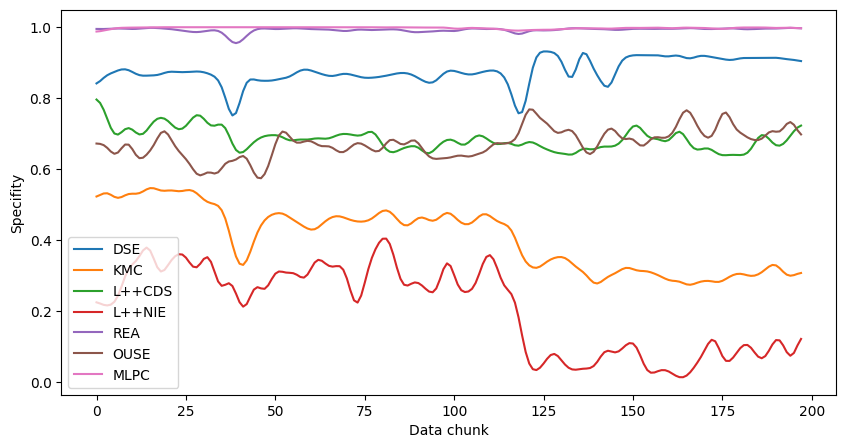 1.0
0.8
0.6
0.4
0.2
0.0
Specifity
DSE
KMC
L++CDS
L++NIE
REA
OUSE
MLPC
0 25 50 75 100 125 150 175 200
Data chunk